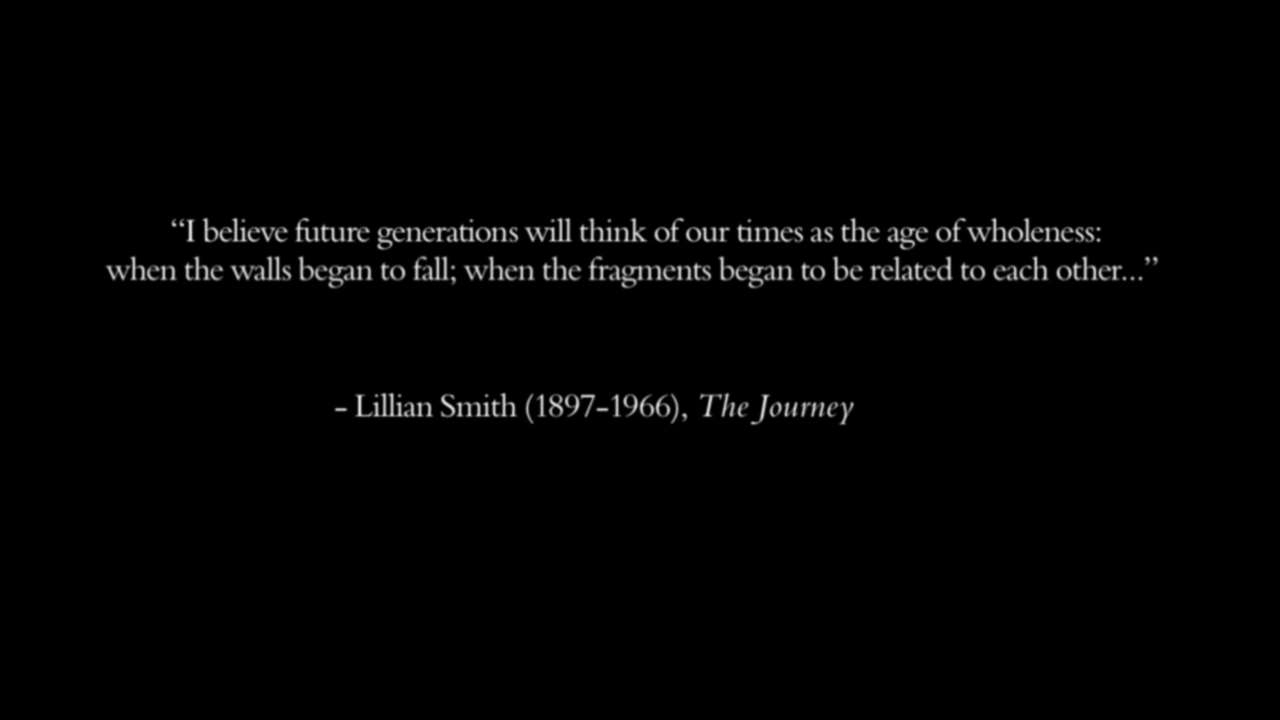 “I believe future generations will think of our times as the age of wholeness:
when the walls began to fall; when the fragments began to be related to each other...”
– Lillian Smith (1897–1966), The Journey